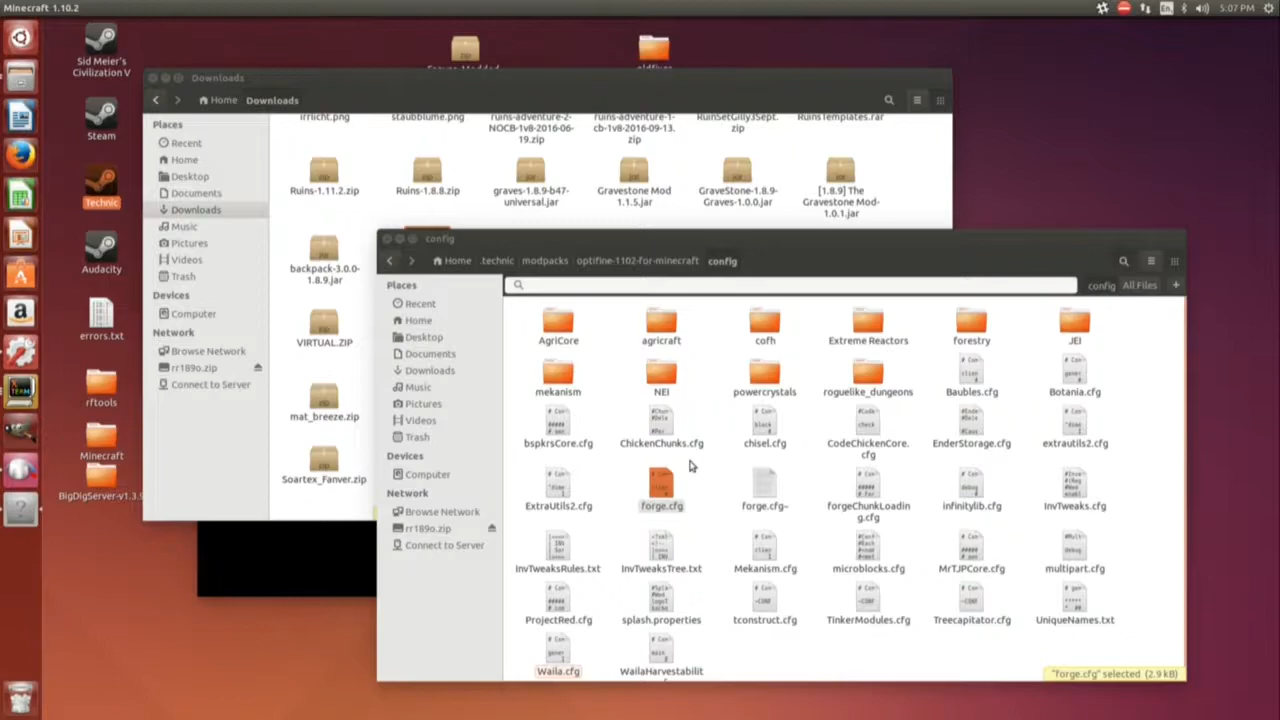 Minecraft 1.10.2
En
5:07 PM
Sid Meier's
Civilization V
Steam
Technic
Audacity
errors.txt
rftools
Minecraft
BigDigServer-v1.3.9
Downloads
Home
Downloads
Places
Recent
Home
Desktop
Documents
Downloads
Music
Pictures
Videos
Trash
Devices
Computer
Network
Browse Network
rr189o.zip
Connect to Server
irrlicht.png
staubblume.png
ruins-adventure-2-
NOCB-1v8-2016-06-
19.zip
ruins-adventure-1-
cb-1v8-2016-09-13.
zip
RuinSetGilly3Sept.
zip
RuinsTemplates.rar
Ruins-1.11.2.zip
Ruins-1.8.8.zip
graves-1.8.9-b47-
universal.jar
Gravestone Mod
1.1.5.jar
GraveStone-1.8.9-
Graves-1.0.0.jar
[1.8.9] The
Gravestone Mod-
1.0.1.jar
backpack-3.0.0-
1.8.9.jar
VIRTUAL.ZIP
mat_breeze.zip
Soartex_Fanver.zip
config
Home
.technic
modpacks
optifine-1102-for-minecraft
config
config
All Files
+
Places
Recent
Home
Desktop
Documents
Downloads
Music
Pictures
Videos
Trash
Devices
Computer
Network
Browse Network
rr189o.zip
Connect to Server
AgriCore
agricraft
cofh
Extreme Reactors
forestry
JEI
mekanism
NEI
powercrystals
roguelike_dungeons
Baubles.cfg
Botania.cfg
bspkrsCore.cfg
ChickenChunks.cfg
chisel.cfg
CodeChickenCore.
cfg
EnderStorage.cfg
extrautils2.cfg
ExtraUtils2.cfg
forge.cfg
forge.cfg~
forgeChunkLoadin
g.cfg
infinitylib.cfg
InvTweaks.cfg
InvTweaksRules.txt
InvTweaksTree.txt
Mekanism.cfg
microblocks.cfg
MrTJPCore.cfg
multipart.cfg
ProjectRed.cfg
splash.properties
tconstruct.cfg
TinkerModules.cfg
Treecapitator.cfg
UniqueNames.txt
Waila.cfg
WailaHarvestabilit
"forge.cfg" selected (2.9 kB)